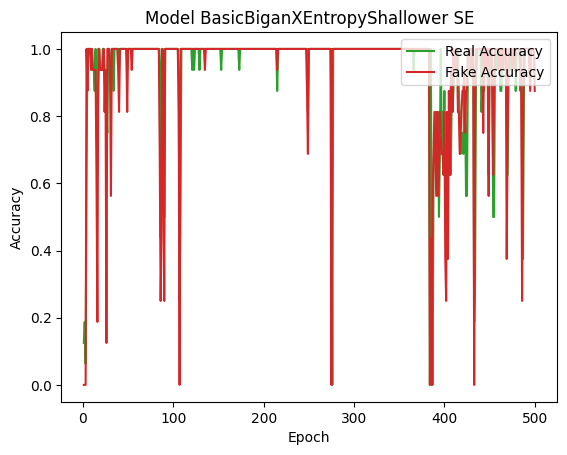 Model BasicBiganXEntropyShallower SE
Real Accuracy
Fake Accuracy
Accuracy
1.0
0.8
0.6
0.4
0.2
0.0
0 100 200 300 400 500
Epoch